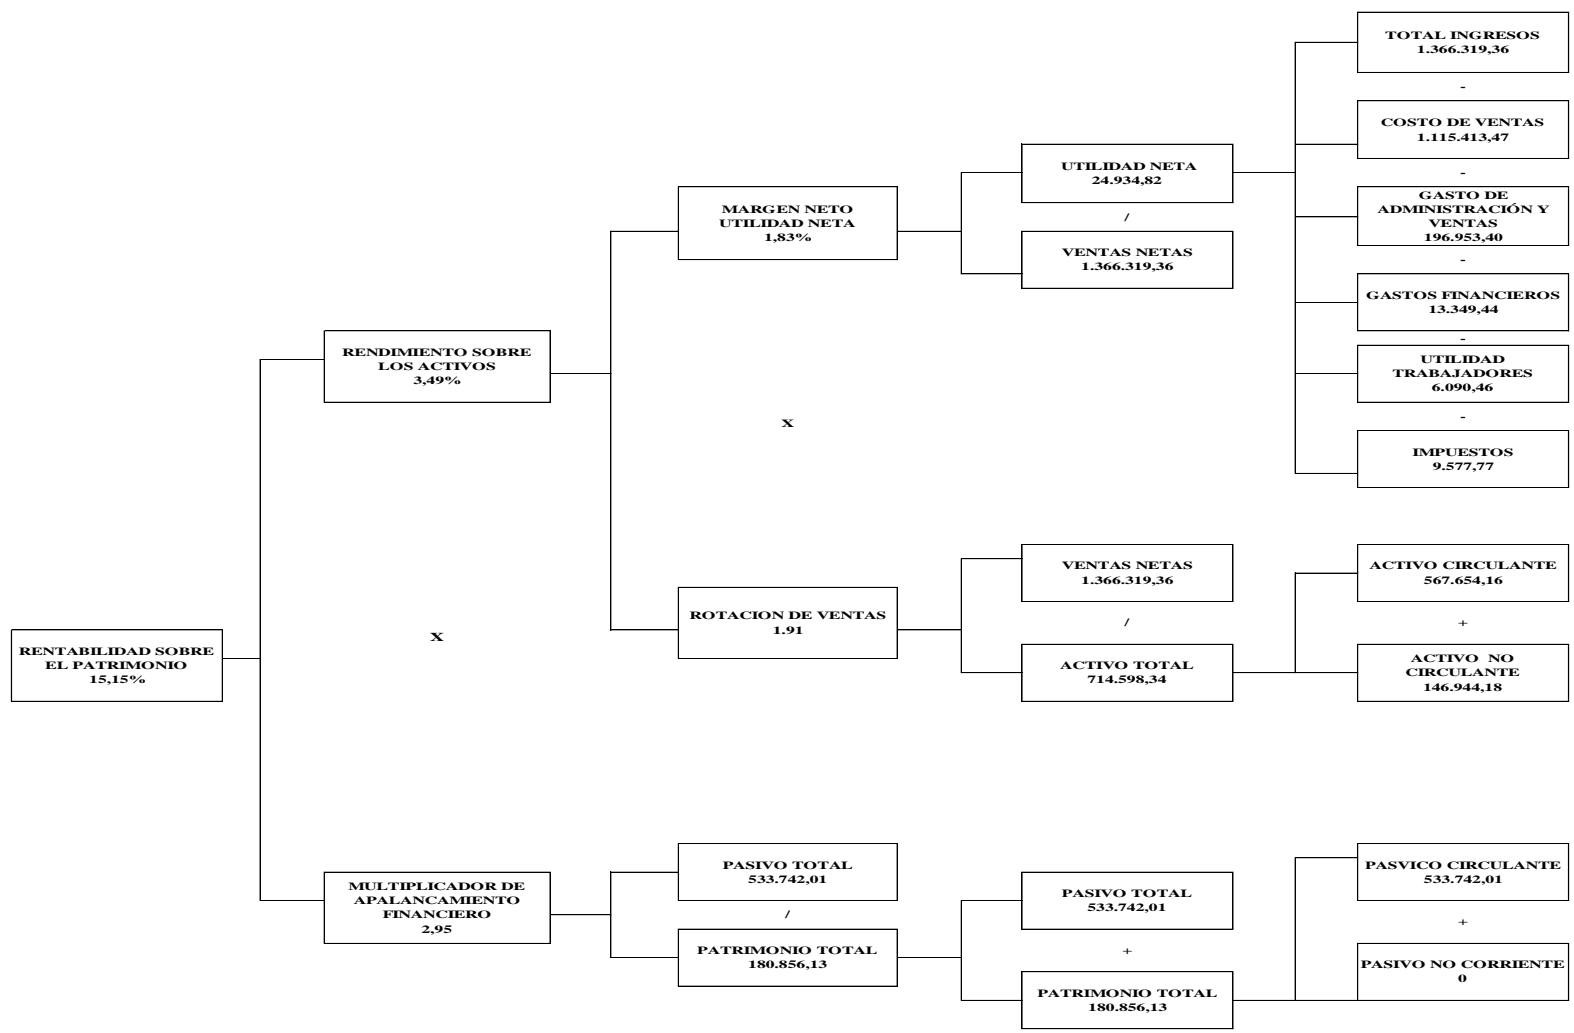 TOTAL INGRESOS
1.366.319,36
-
COSTO DE VENTAS
1.115.413,47
-
GASTO DE
ADMINISTRACIÓN Y
VENTAS
196.953,40
-
GASTOS FINANCIEROS
13.349,44
-
UTILIDAD
TRABAJADORES
6.090,46
-
IMPUESTOS
9.577,77
UTILIDAD NETA
24.934,82
/
VENTAS NETAS
1.366.319,36
MARGEN NETO
UTILIDAD NETA
1,83%
RENDIMIENTO SOBRE
LOS ACTIVOS
3,49%
X
ROTACION DE VENTAS
1.91
VENTAS NETAS
1.366.319,36
/
ACTIVO TOTAL
714.598,34
ACTIVO CIRCULANTE
567.654,16
+
ACTIVO NO
CIRCULANTE
146.944,18
RENTABILIDAD SOBRE
EL PATRIMONIO
15,15%
X
MULTIPLICADOR DE
APALANCAMIENTO
FINANCIERO
2,95
PASIVO TOTAL
533.742,01
/
PATRIMONIO TOTAL
180.856,13
PASIVO TOTAL
533.742,01
+
PATRIMONIO TOTAL
180.856,13
PASVICO CIRCULANTE
533.742,01
+
PASIVO NO CORRIENTE
0